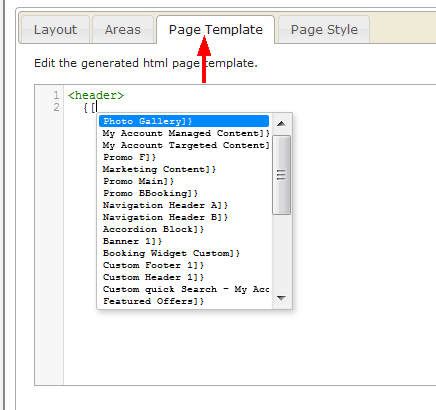 Layout Areas Page Template Page Style
Edit the generated html page template.
1 <header>
2 {[
Photo Gallery]}
My Account Managed Content]}
My Account Targeted Content]
Promo F]}
Marketing Content]}
Promo Main]}
Promo BBooking]}
Navigation Header A]}
Navigation Header B]}
Accordion Block]}
Banner 1]}
Booking Widget Custom]}
Custom Footer 1]}
Custom Header 1]}
Custom quick Search - My Acc
Featured Offers]}